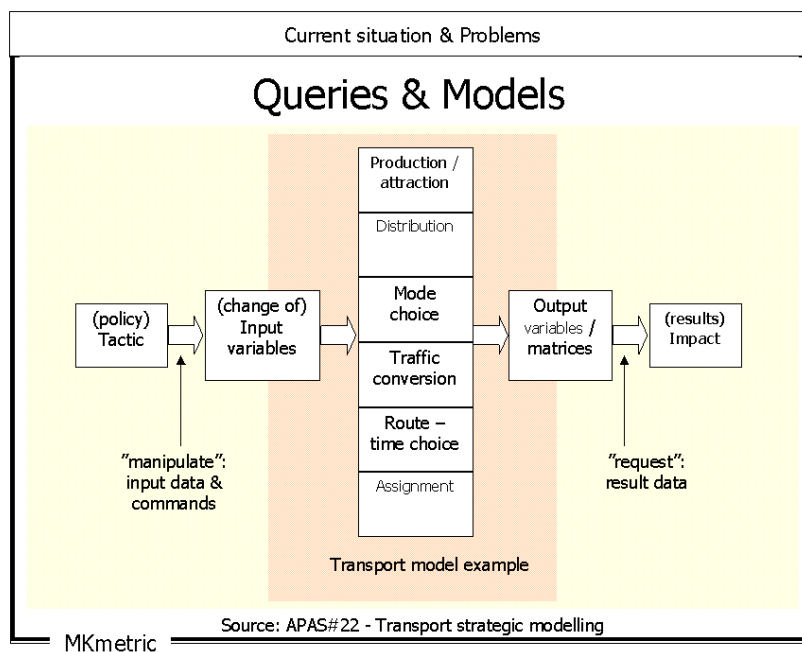 Current situation & Problems
Queries & Models
Production /
attraction
Distribution
Mode
choice
Traffic
conversion
Route –
time choice
Assignment
(policy)
Tactic
(change of)
Input
variables
Output
variables /
matrices
(results)
Impact
"manipulate":
input data &
commands
"request":
result data
Transport model example
Source: APAS#22 - Transport strategic modelling
MKmetric